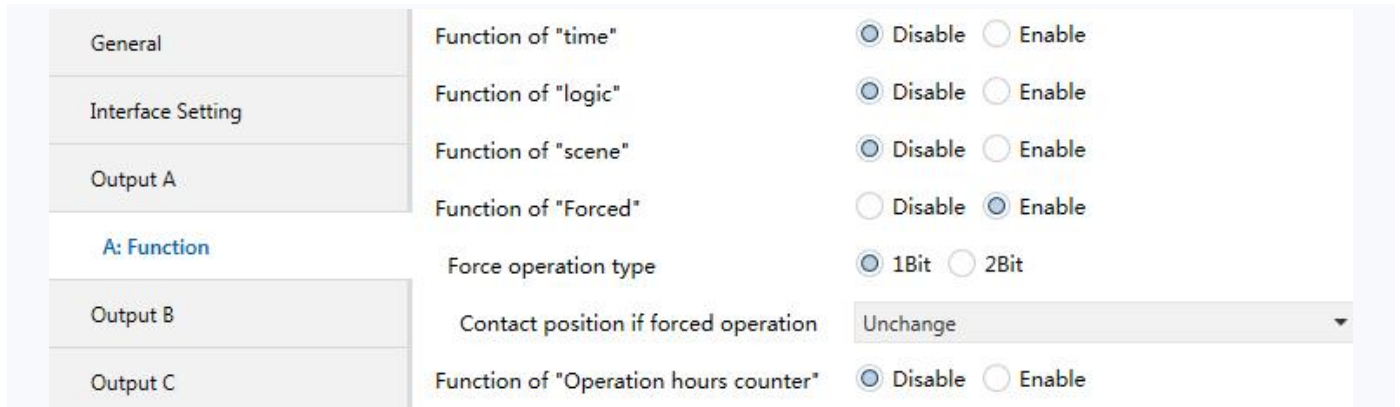 General
Interface Setting
Output A
A: Function
Output B
Output C
Function of "time" Disable Enable
Function of "logic" Disable Enable
Function of "scene" Disable Enable
Function of "Forced" Disable Enable
Force operation type 1Bit 2Bit
Contact position if forced operation Unchange
Function of "Operation hours counter" Disable Enable